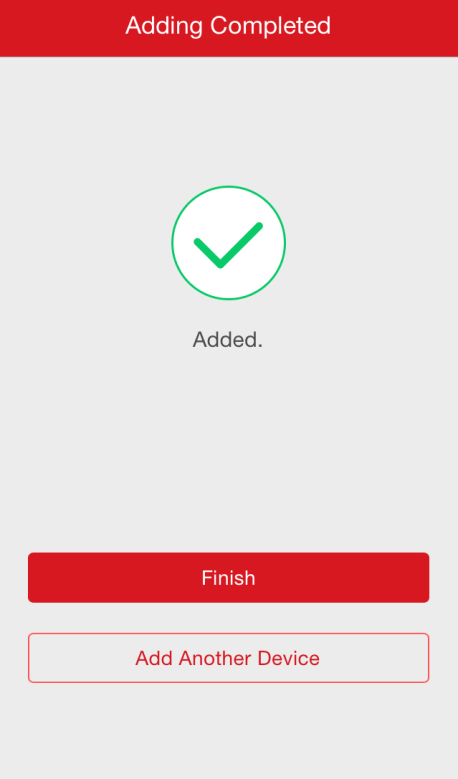 Adding Completed
Added.
Finish
Add Another Device